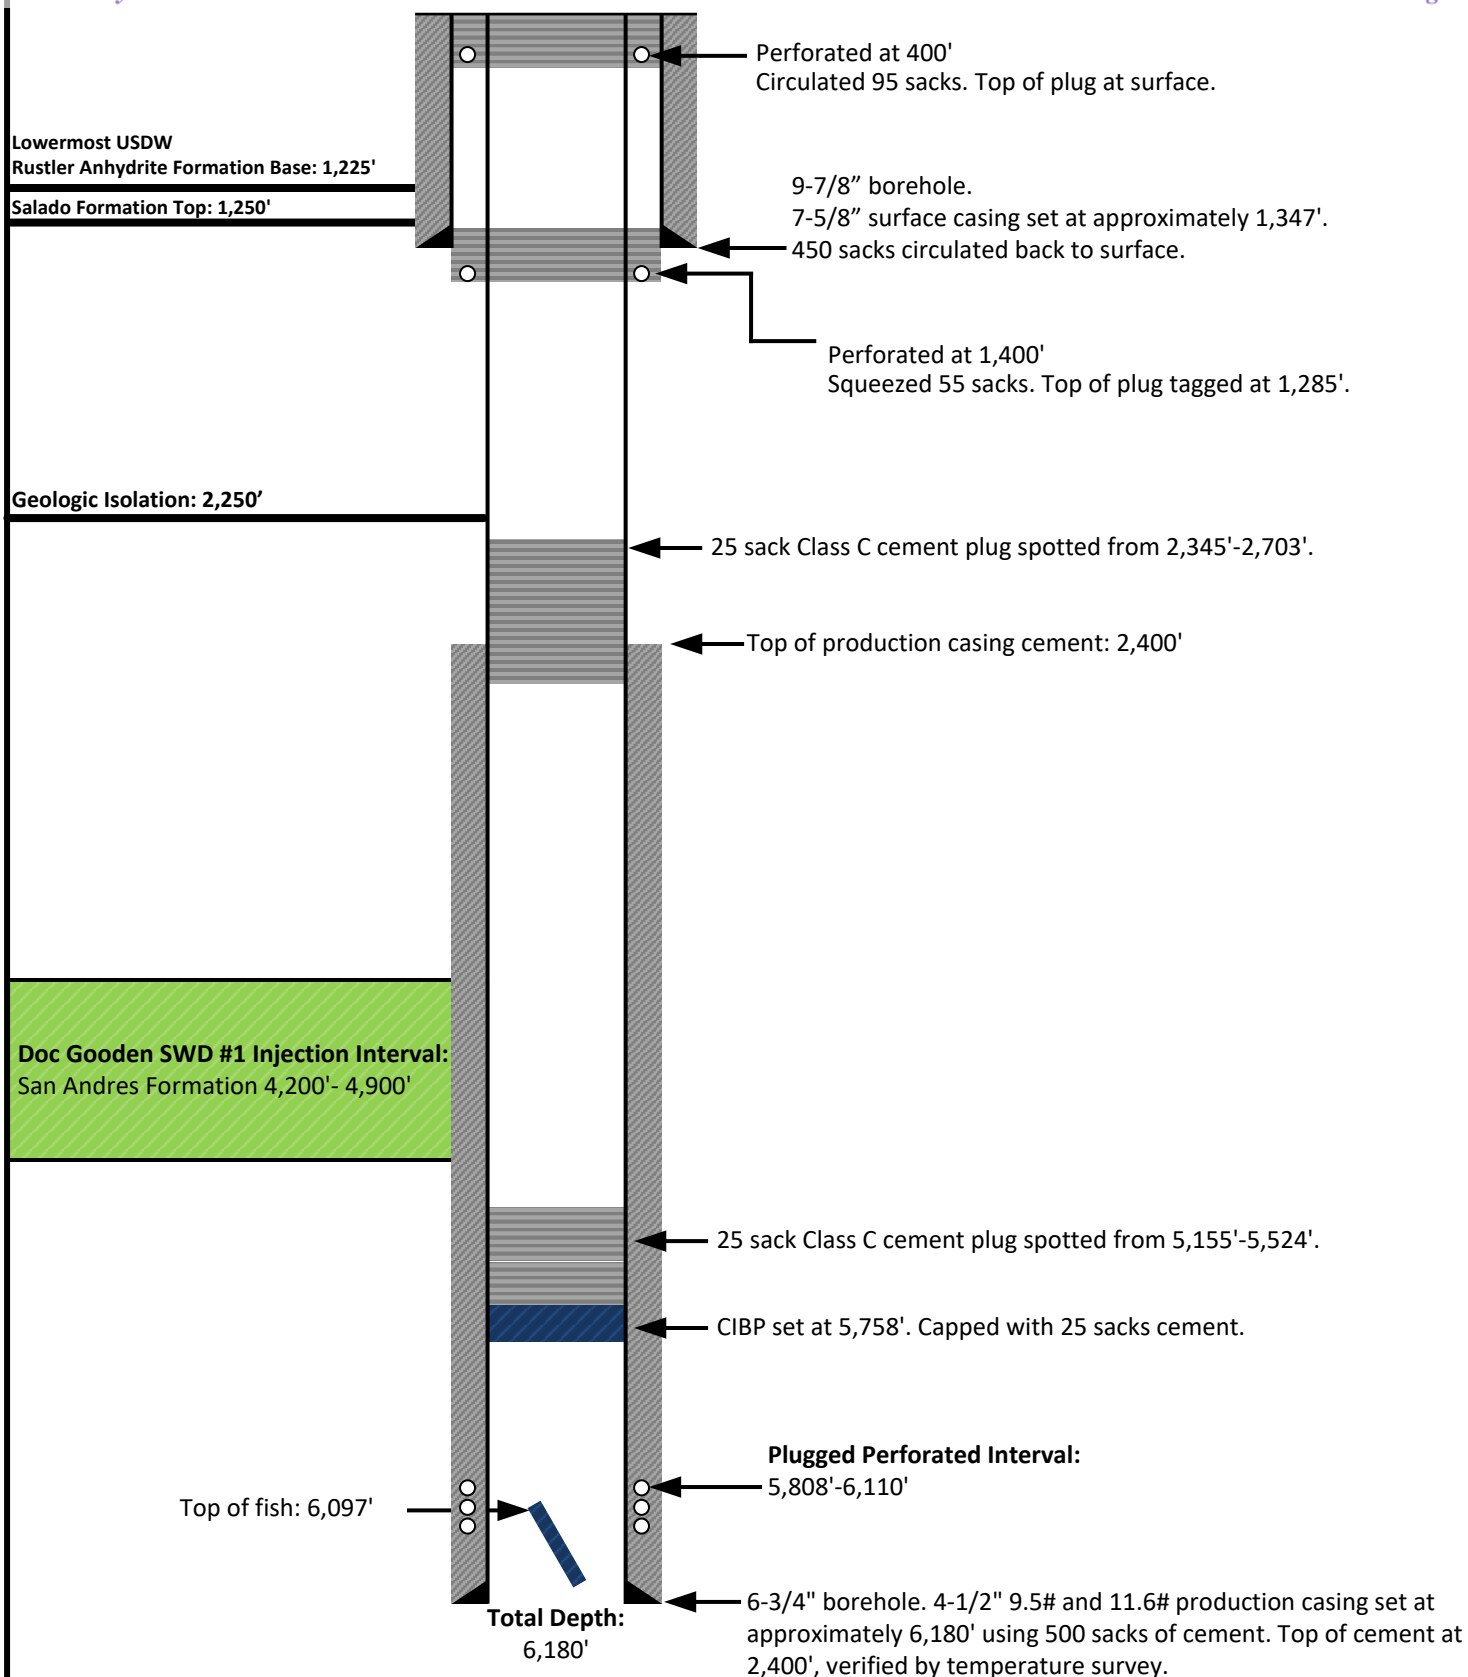 Perforated at 400'
Circulated 95 sacks. Top of plug at surface.
Lowermost USDW
Rustler Anhydrite Formation Base: 1,225'
Salado Formation Top: 1,250'
9-7/8” borehole.
7-5/8” surface casing set at approximately 1,347'.
450 sacks circulated back to surface.
Perforated at 1,400'
Squeezed 55 sacks. Top of plug tagged at 1,285'.
Geologic Isolation: 2,250’
25 sack Class C cement plug spotted from 2,345'-2,703'.
Top of production casing cement: 2,400'
Doc Gooden SWD #1 Injection Interval:
San Andres Formation 4,200'- 4,900'
25 sack Class C cement plug spotted from 5,155'-5,524'.
CIBP set at 5,758'. Capped with 25 sacks cement.
Plugged Perforated Interval:
5,808'-6,110'
Top of fish: 6,097'
Total Depth:
6,180'
6-3/4" borehole. 4-1/2" 9.5# and 11.6# production casing set at
approximately 6,180' using 500 sacks of cement. Top of cement at
2,400', verified by temperature survey.